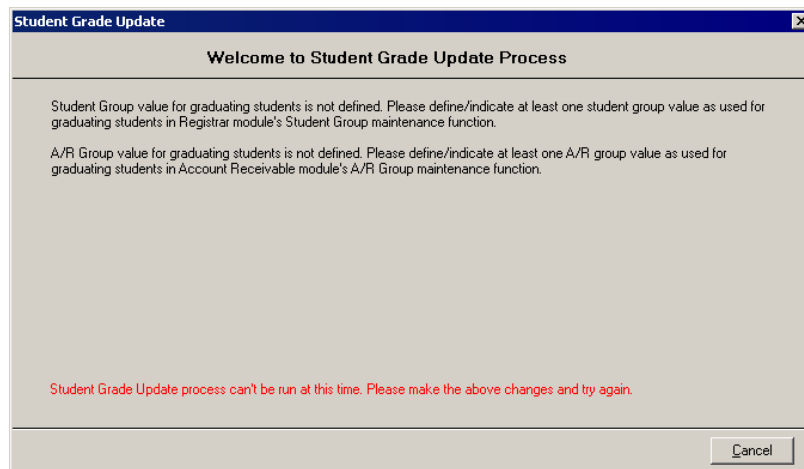 Student Grade Update
Welcome to Student Grade Update Process
Student Group value for graduating students is not defined. Please define/indicate at least one student group value as used for
graduating students in Registrar module's Student Group maintenance function.
A/R Group value for graduating students is not defined. Please define/indicate at least one A/R group value as used for
graduating students in Account Receivable module's A/R Group maintenance function.
Student Grade Update process can't be run at this time. Please make the above changes and try again.
Cancel